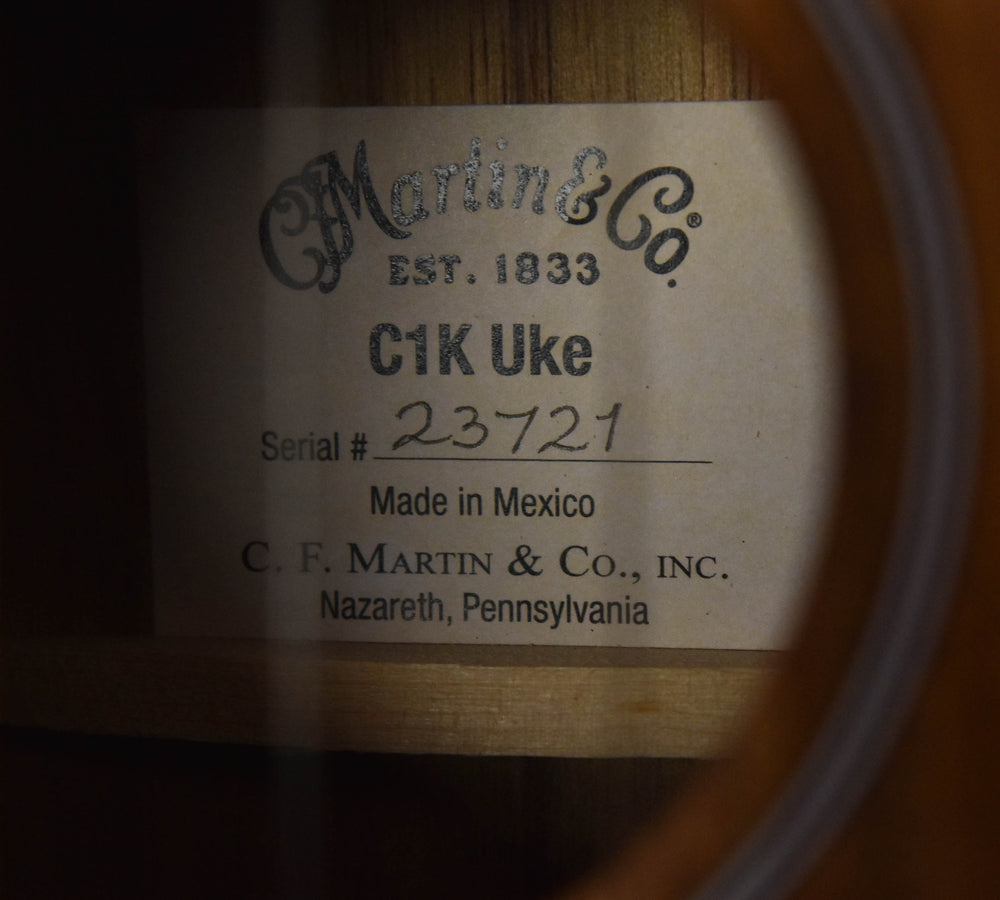 CFMartin & Co.®
EST. 1833
C1K Uke
Serial # 23721
Made in Mexico
C. F. MARTIN & CO., INC.
Nazareth, Pennsylvania